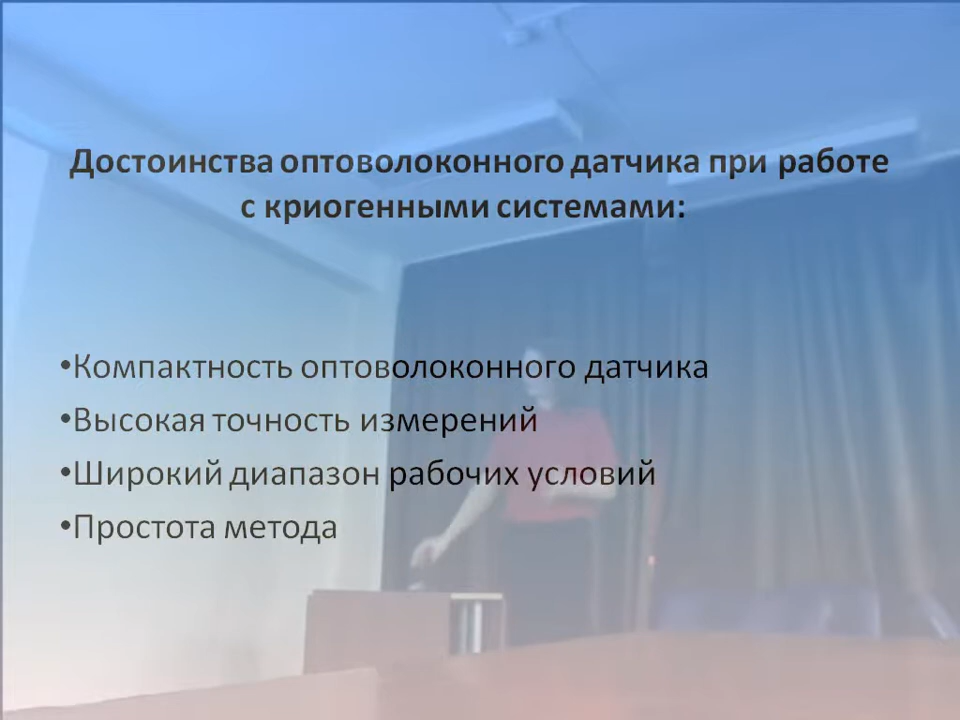 Достоинства оптоволоконного датчика при работе
с криогенными системами:
•Компактность оптоволоконного датчика
•Высокая точность измерений
•Широкий диапазон рабочих условий
•Простота метода